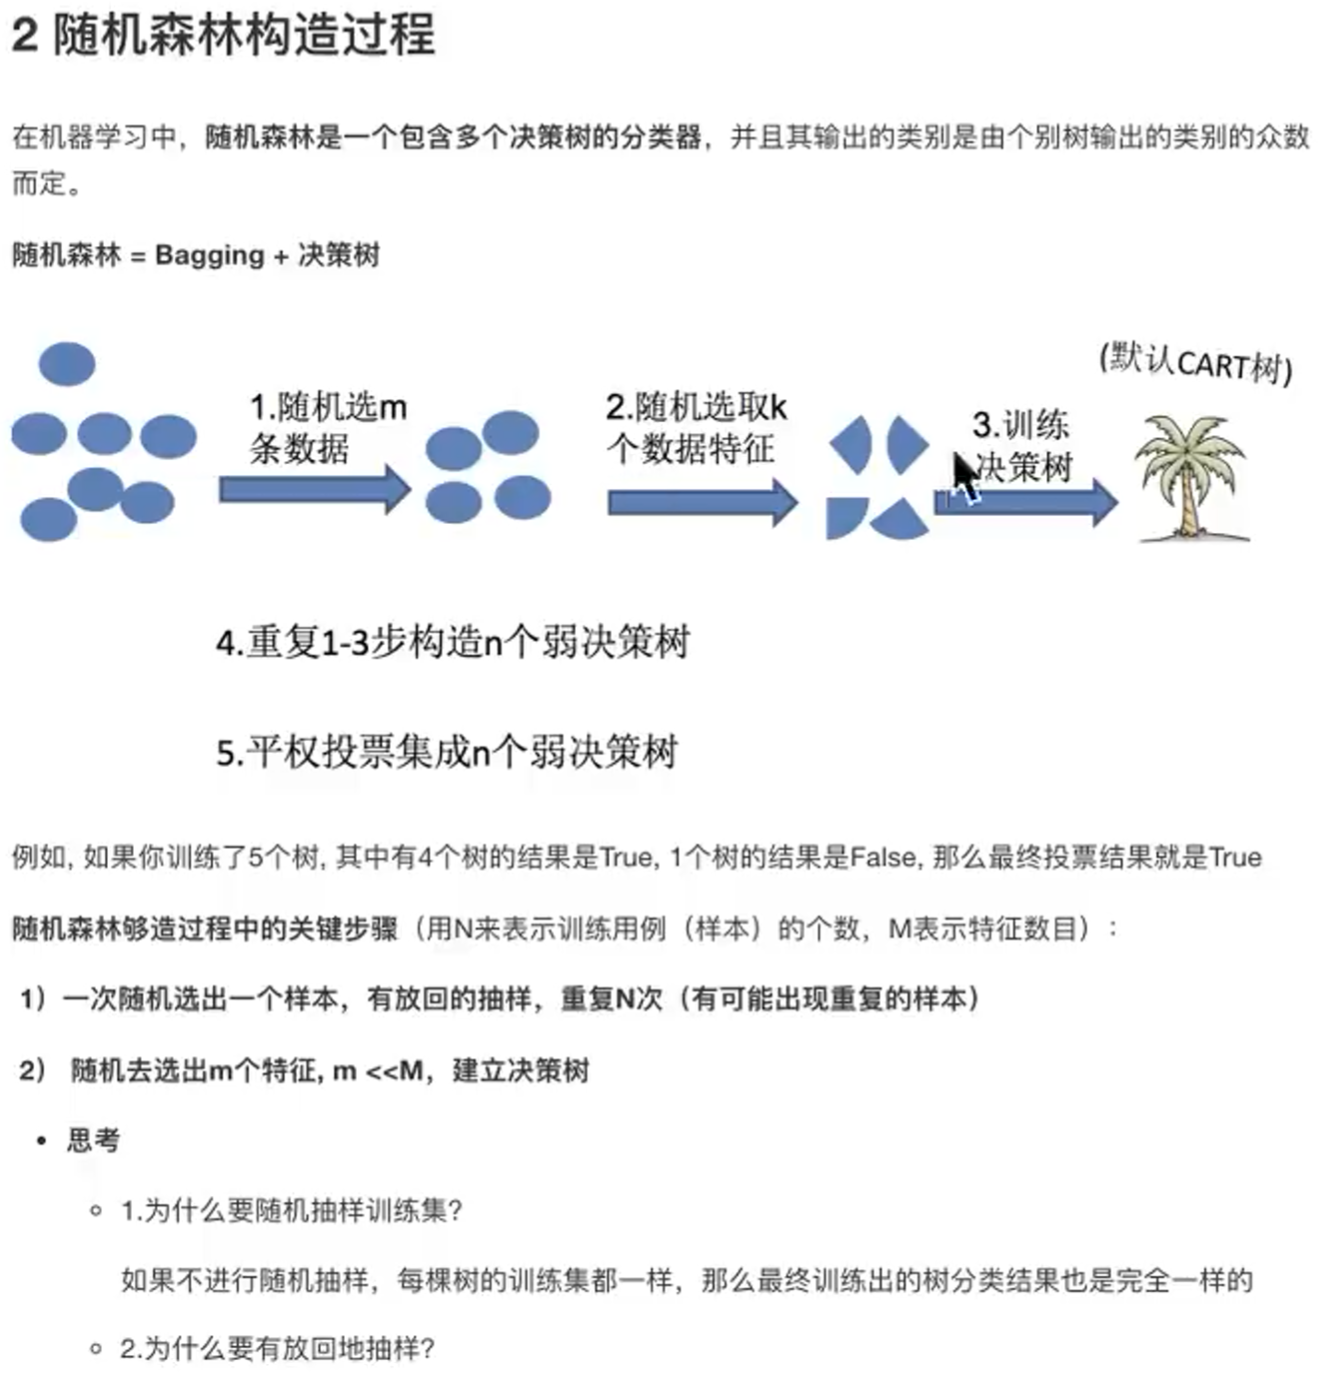 2 随机森林构造过程
在机器学习中，随机森林是一个包含多个决策树的分类器，并且其输出的类别是由个别树输出的类别的众数
而定。
随机森林 = Bagging + 决策树
(默认CART树)
1.随机选m
条数据
2.随机选取k
个数据特征
3.训练
决策树
4.重复1-3步构造n个弱决策树
5.平权投票集成n个弱决策树
例如, 如果你训练了5个树, 其中有4个树的结果是True, 1个树的结果是False, 那么最终投票结果就是True
随机森林够造过程中的关键步骤（用N来表示训练用例（样本）的个数，M表示特征数目）：
1）一次随机选出一个样本，有放回的抽样，重复N次（有可能出现重复的样本）
2） 随机去选出m个特征, m <<M，建立决策树
• 思考
1.为什么要随机抽样训练集?
如果不进行随机抽样，每棵树的训练集都一样，那么最终训练出的树分类结果也是完全一样的
2.为什么要有放回地抽样?